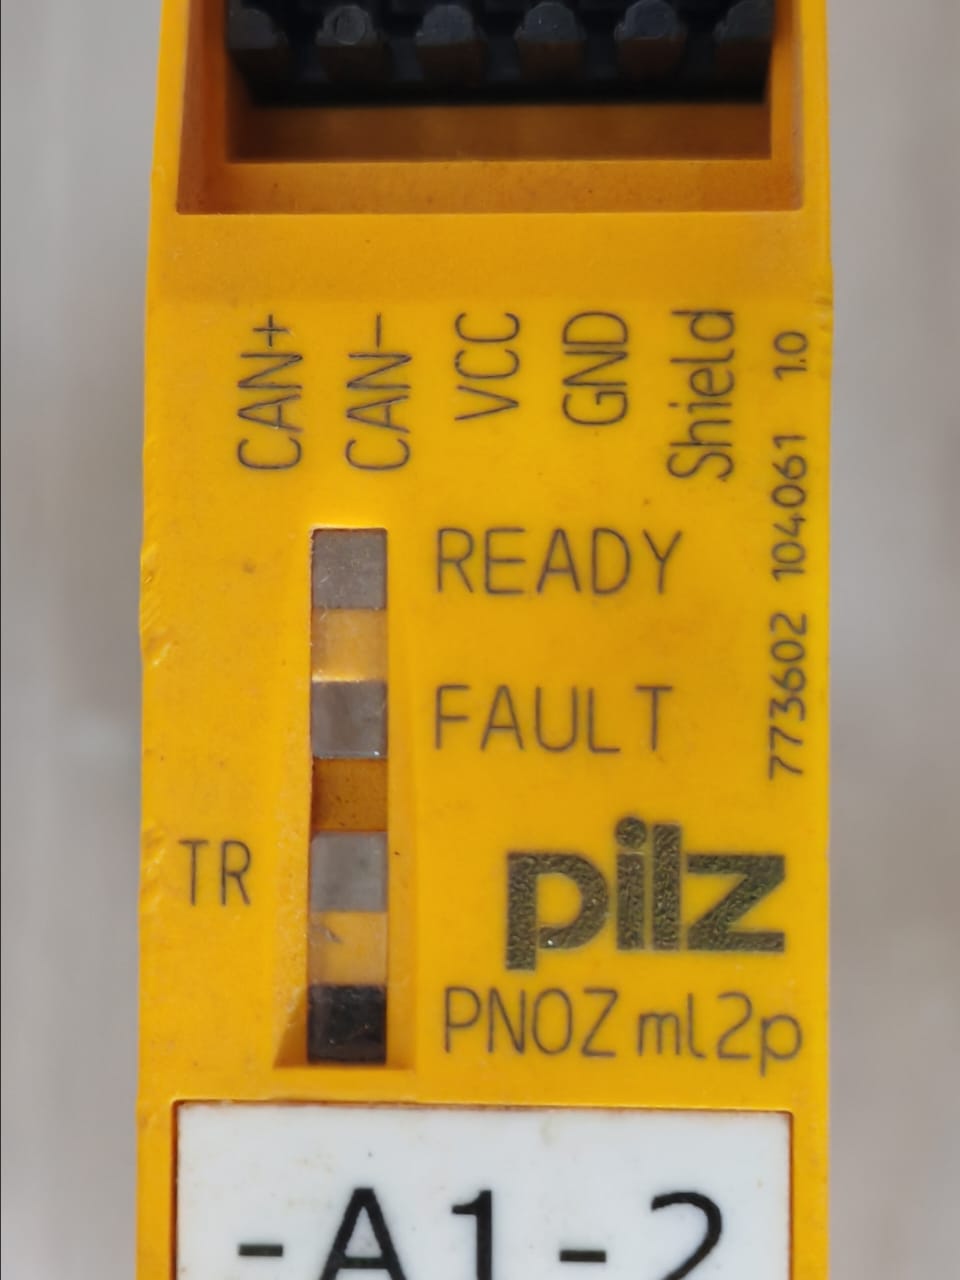 CAN+
CAN-
VCC
GND
Shield
773602 104061 1.0
READY
FAULT
TR
pilz
PNOZ ml2p
-A1-2